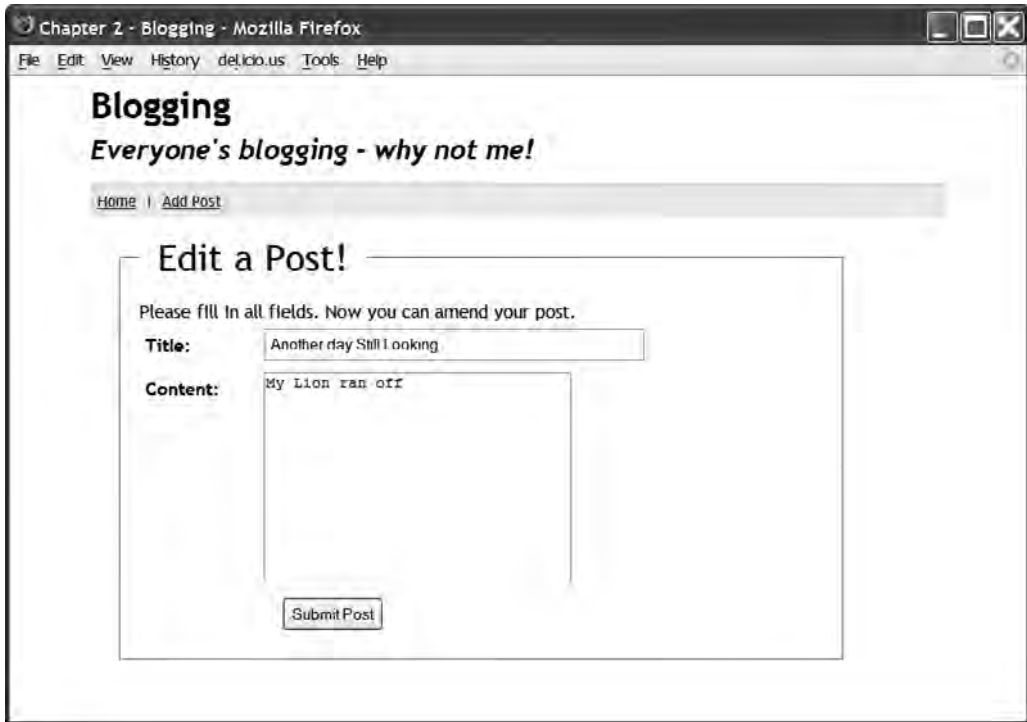 Chapter 2 - Blogging - Mozilla Firefox
File Edit View History del.icio.us Tools Help
Blogging
Everyone's blogging - why not me!
Home | Add Post
Edit a Post!
Please fill in all fields. Now you can amend your post.
Title: Another day Still Looking
Content: My Lion ran off
Submit Post